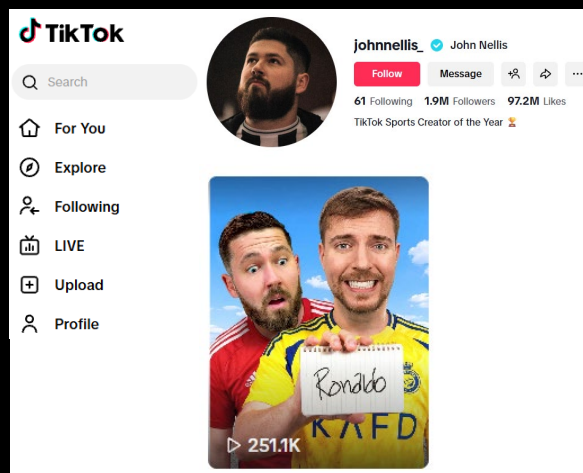 TikTok
Search
For You
Explore
Following
LIVE
Upload
Profile
johnnellis_ John Nellis
Follow Message ...
61 Following 1.9M Followers 97.2M Likes
TikTok Sports Creator of the Year 🏆
Ronaldo
KAFD
251.1K